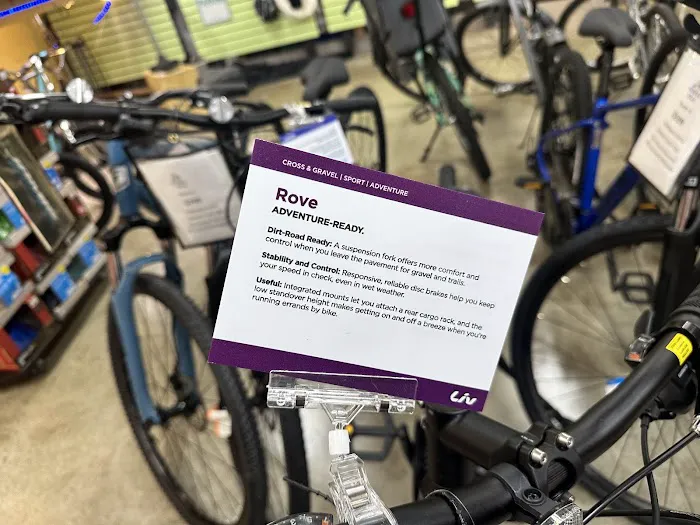 CROSS & GRAVEL | SPORT | ADVENTURE
Rove
ADVENTURE-READY.
Dirt-Road Ready: A suspension fork offers more comfort and
control when you leave the pavement for gravel and trails.
Stability and Control: Responsive, reliable disc brakes help you keep
your speed in check, even in wet weather.
Useful: Integrated mounts let you attach a rear cargo rack, and the
low standover height makes getting on and off a breeze when you're
running errands by bike.
Liv